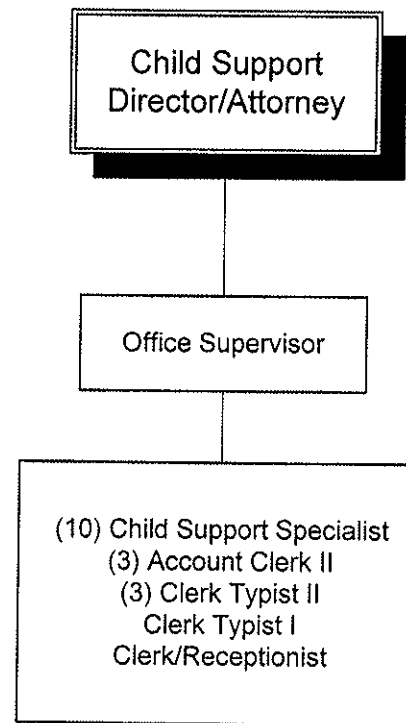 Child Support
Director/Attorney
Office Supervisor
(10) Child Support Specialist
(3) Account Clerk II
(3) Clerk Typist II
Clerk Typist I
Clerk/Receptionist